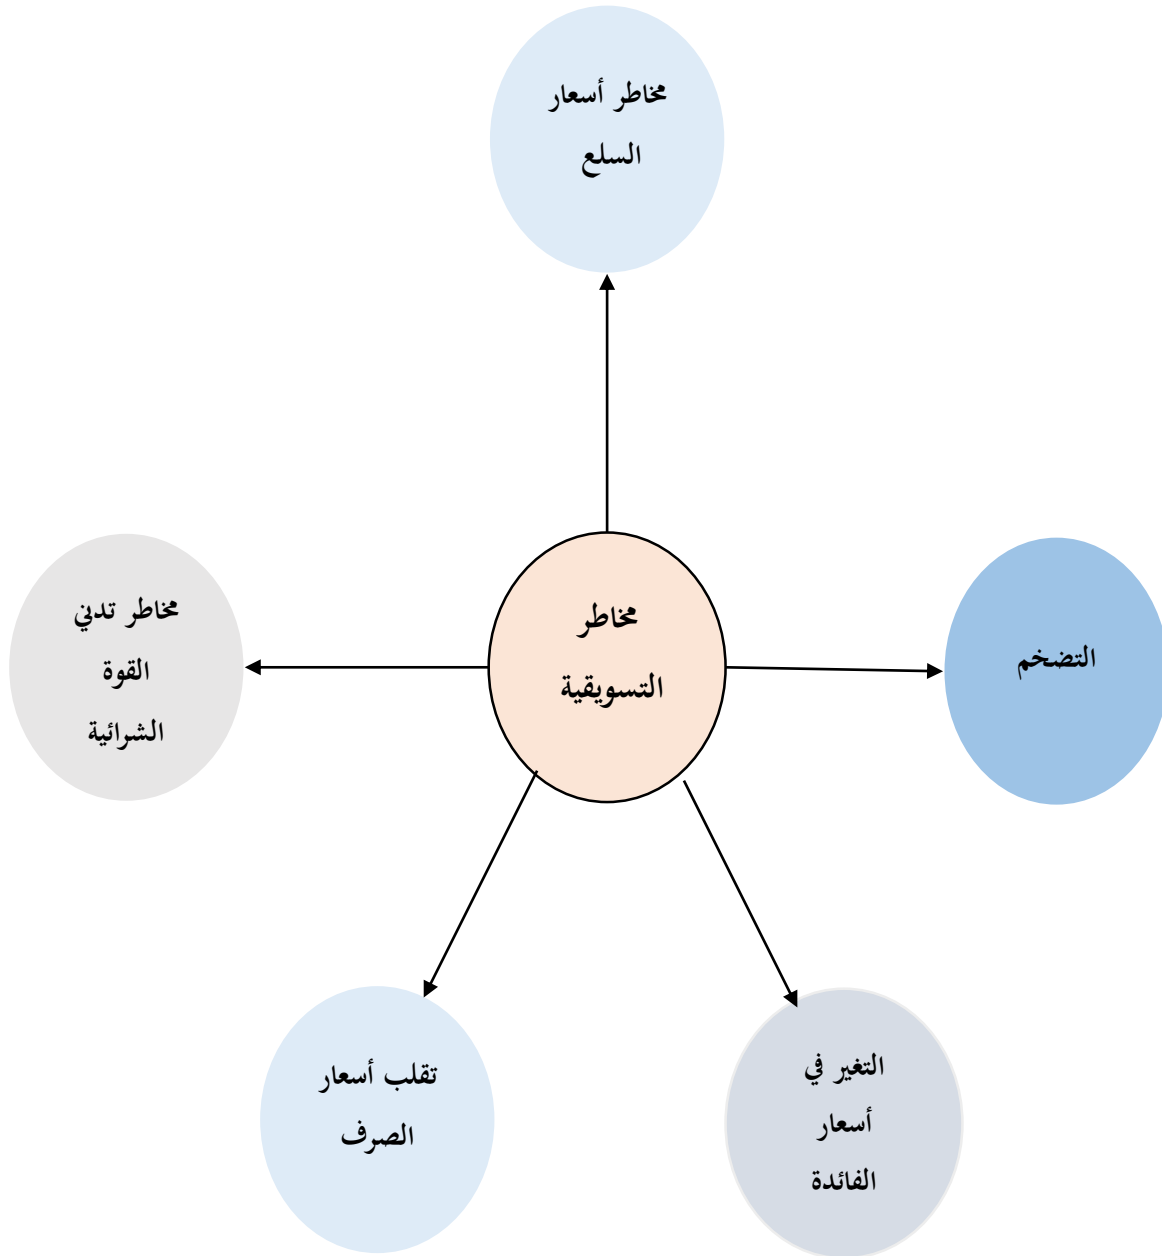 مخاطر أسعار
السلع
مخاطر
التسويقية
التضخم
مخاطر تدني
القوة
الشرائية
تقلب أسعار
الصرف
التغير في
أسعار
الفائدة